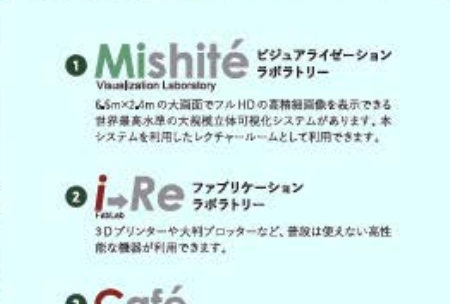 1 Mishité ビジュアライゼーション
ラボラトリー
Visualization Laborstory
6.5m×2.4mの大画面でフルHDの高精細画像を表示できる
世界最高水準の大規模立体可視化システムがあります。本
システムを利用したレクチャールームとして利用できます。
2 i→Re ファブリケーション
FabLab ラボラトリー
3Dプリンターや大判プロッターなど、普段は使えない高性
能な機器が利用できます。
Café